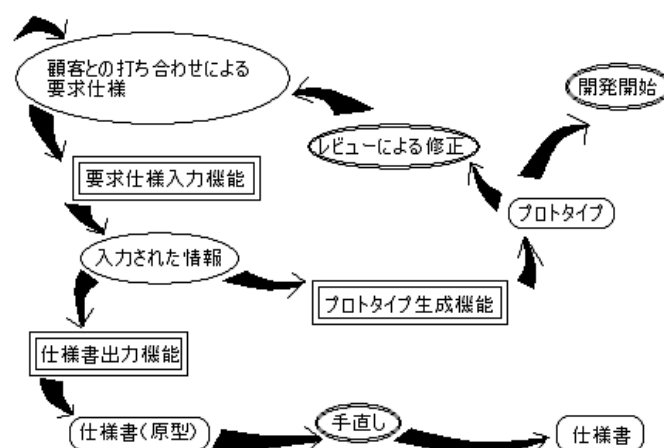 顧客との打ち合わせによる
要求仕様
開発開始
レビューによる修正
要求仕様入力機能
プロトタイプ
入力された情報
プロトタイプ生成機能
仕様書出力機能
仕様書(原型)
手直し
仕様書